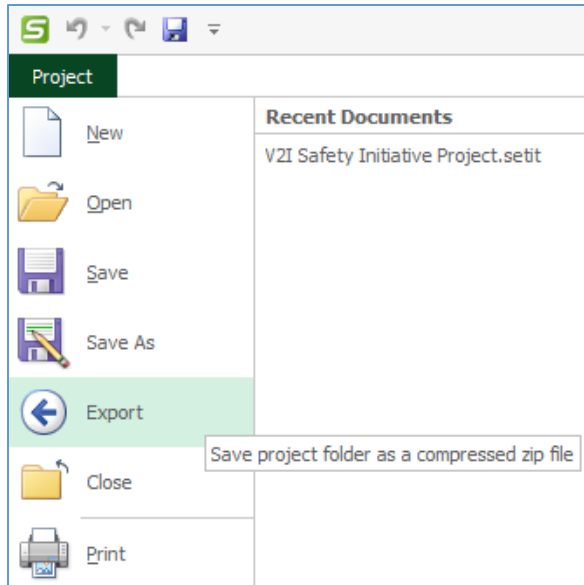 S
Project
New
Open
Save
Save As
Export
Close
Print
Recent Documents
V2I Safety Initiative Project.setit
Save project folder as a compressed zip file